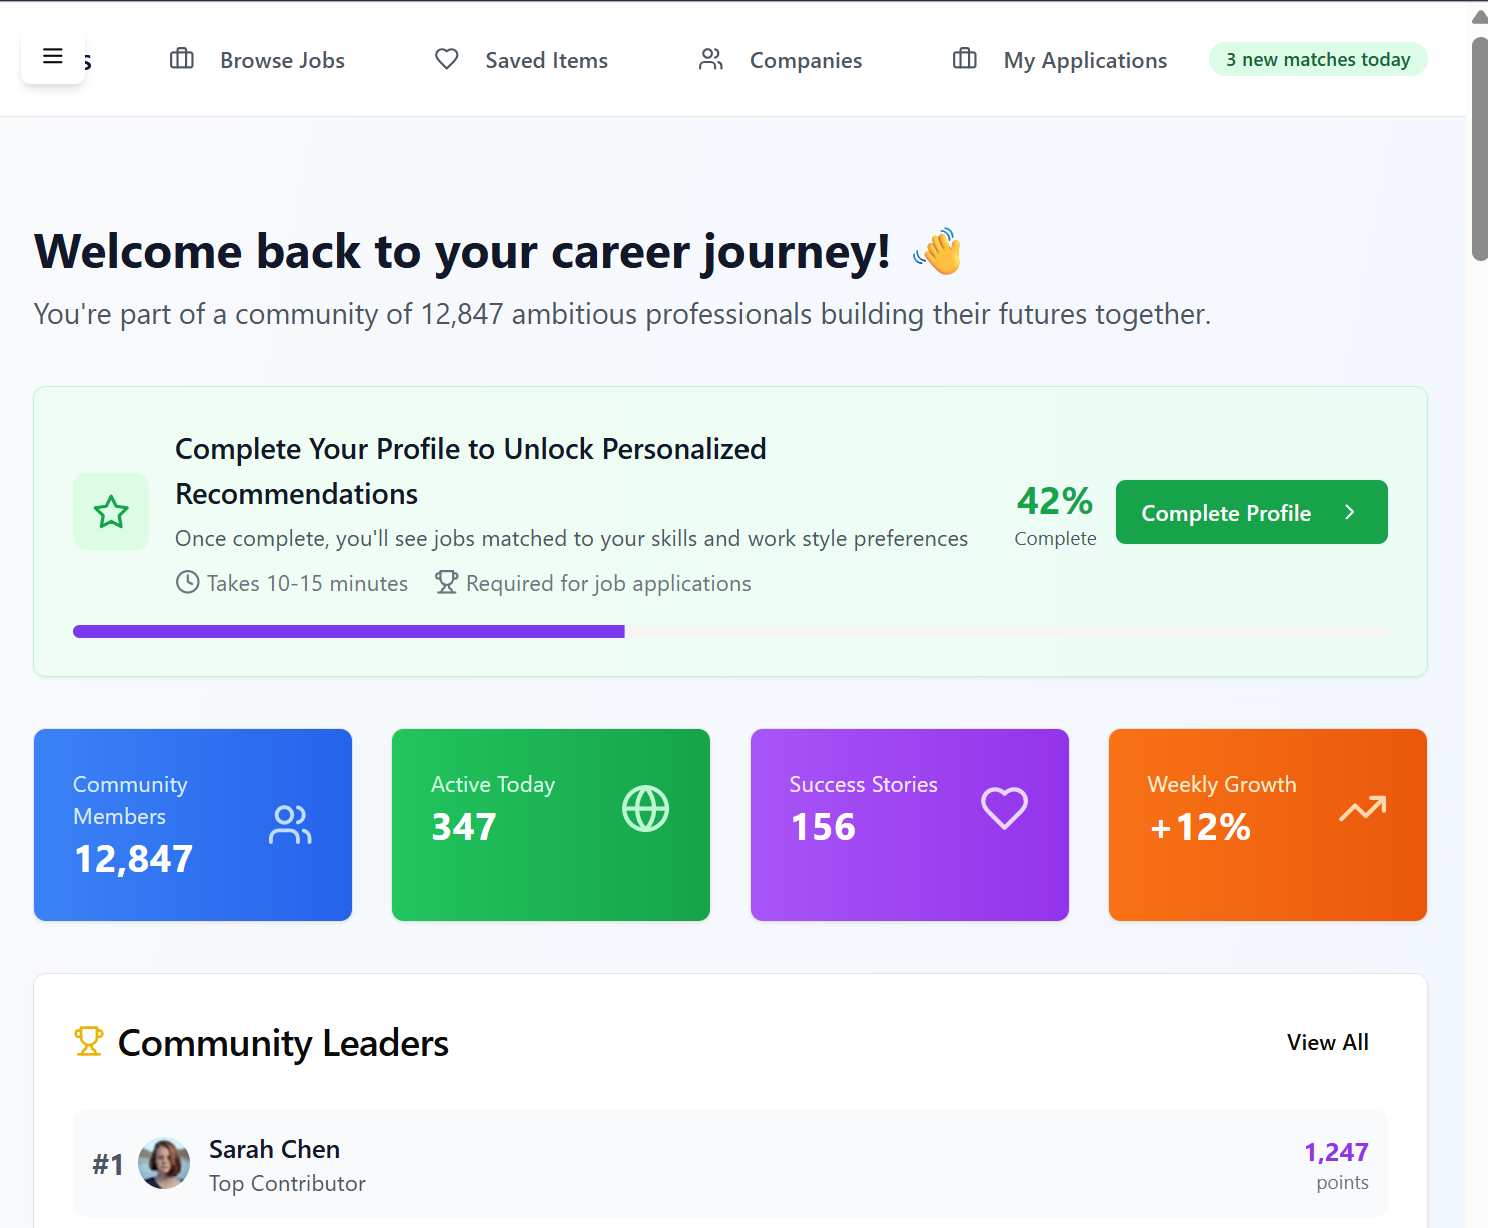 s
Browse Jobs
Saved Items
Companies
My Applications
3 new matches today
Welcome back to your career journey! 👋
You're part of a community of 12,847 ambitious professionals building their futures together.
Complete Your Profile to Unlock Personalized
Recommendations
Once complete, you'll see jobs matched to your skills and work style preferences
Takes 10-15 minutes
Required for job applications
42%
Complete
Complete Profile
Community
Members
12,847
Active Today
347
Success Stories
156
Weekly Growth
+12%
Community Leaders
View All
#1
Sarah Chen
Top Contributor
1,247
points